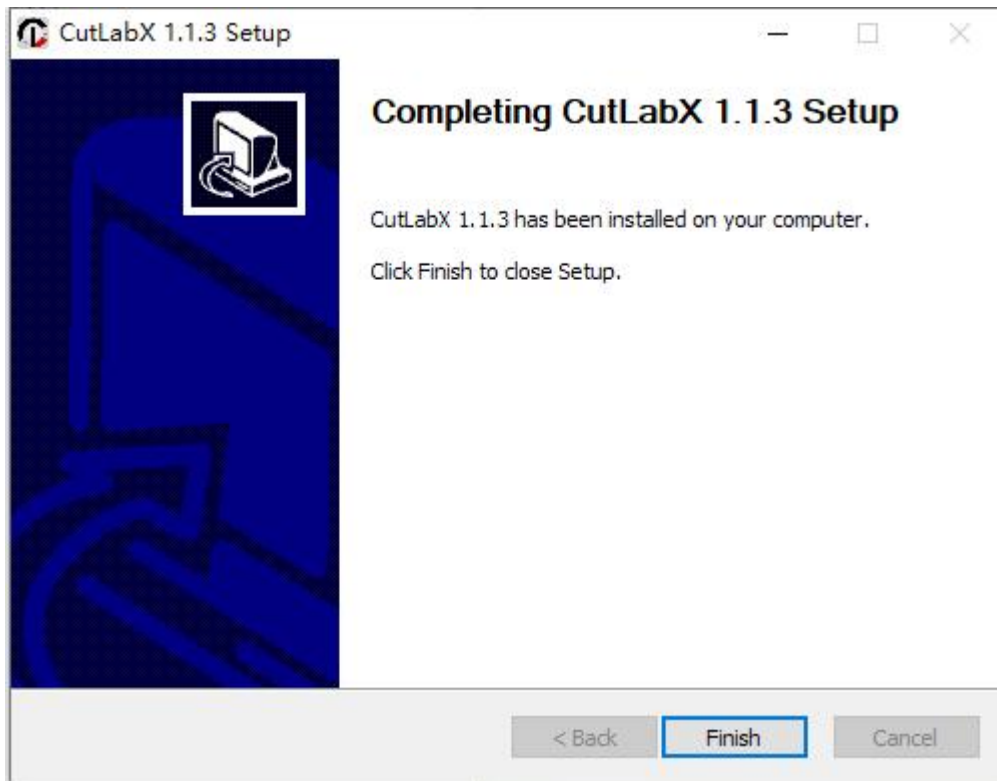 CutLabX 1.1.3 Setup
Completing CutLabX 1.1.3 Setup
CutLabX 1.1.3 has been installed on your computer.
Click Finish to close Setup.
< Back
Finish
Cancel